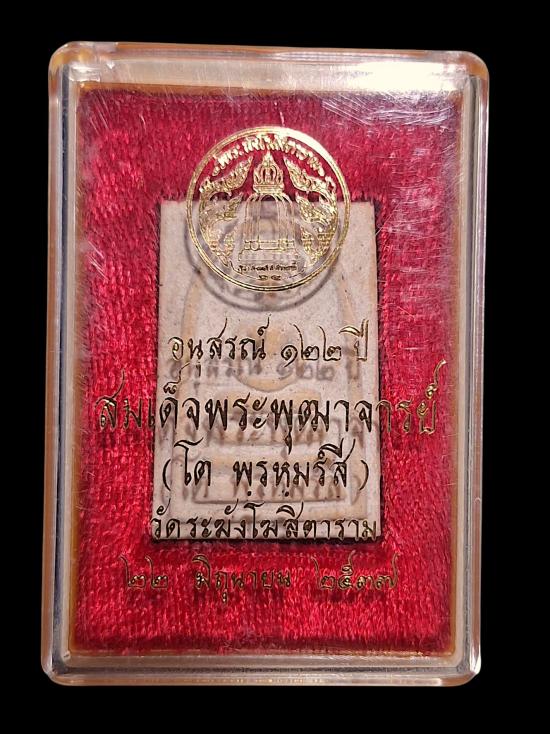 อนุสรณ์ ๑๒๒ ปี
สมเด็จพระพุฒาจารย์
(โต พฺรหฺมรํสี)
วัดระฆังโฆสิตาราม
๒๒ มิถุนายน ๒๕๓๗